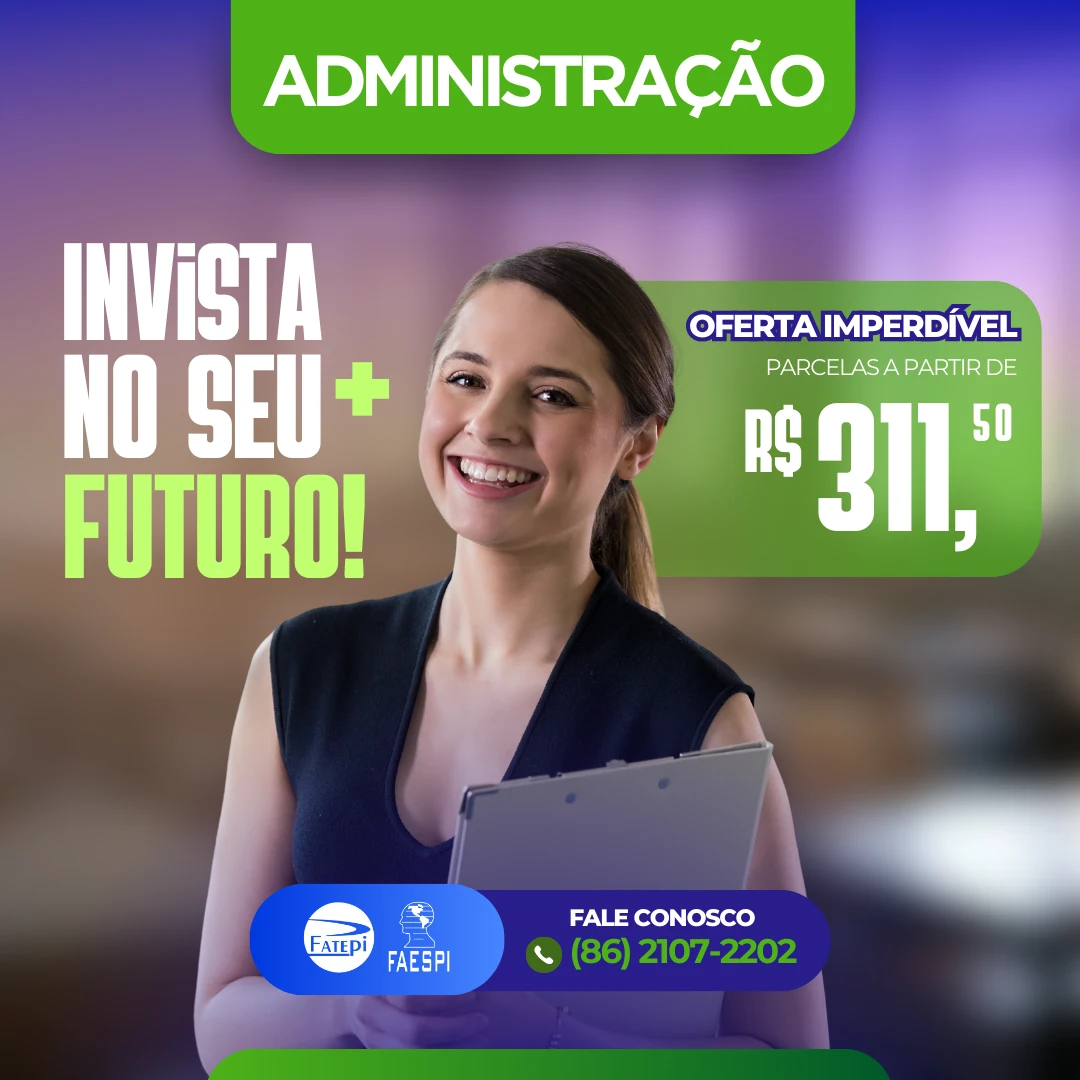 ADMINISTRAÇÃO
INViSTA
NO SEU +
FUTURO!
OFERTA IMPERDÍVEL
PARCELAS A PARTIR DE
R$ 311,50
FATEPI
FAESPI
FALE CONOSCO
(86) 2107-2202